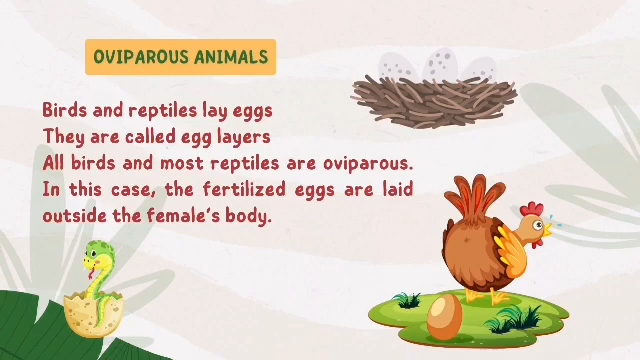 OVIPAROUS ANIMALS
Birds and reptiles lay eggs
They are called egg layers
All birds and most reptiles are oviparous.
In this case, the fertilized eggs are laid
outside the female's body.